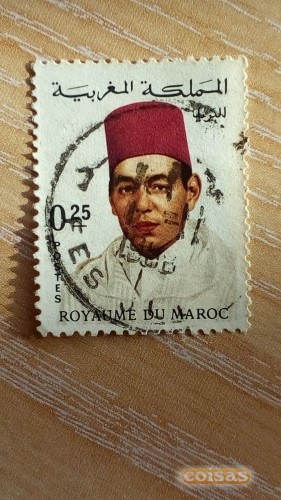 المملكة المغربية
البريد
0.25
POSTES
ROYAUME DU MAROC
coisas